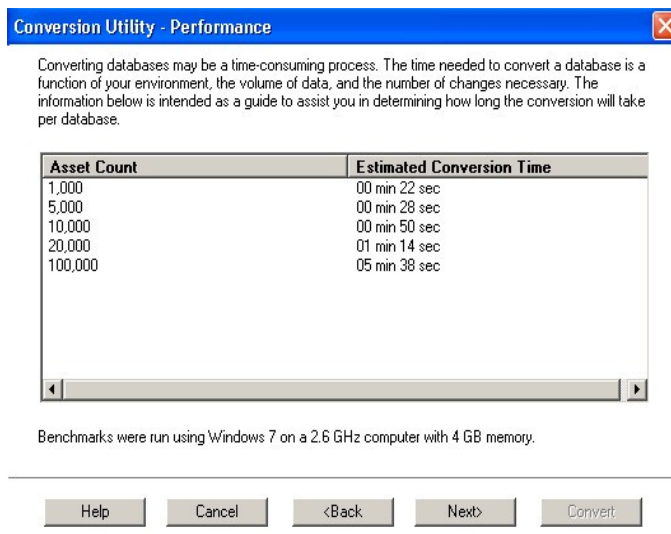 Conversion Utility - Performance
Converting databases may be a time-consuming process. The time needed to convert a database is a
function of your environment, the volume of data, and the number of changes necessary. The
information below is intended as a guide to assist you in determining how long the conversion will take
per database.
Asset Count Estimated Conversion Time
1,000 00 min 22 sec
5,000 00 min 28 sec
10,000 00 min 50 sec
20,000 01 min 14 sec
100,000 05 min 38 sec
Benchmarks were run using Windows 7 on a 2.6 GHz computer with 4 GB memory.
Help Cancel <Back Next> Convert